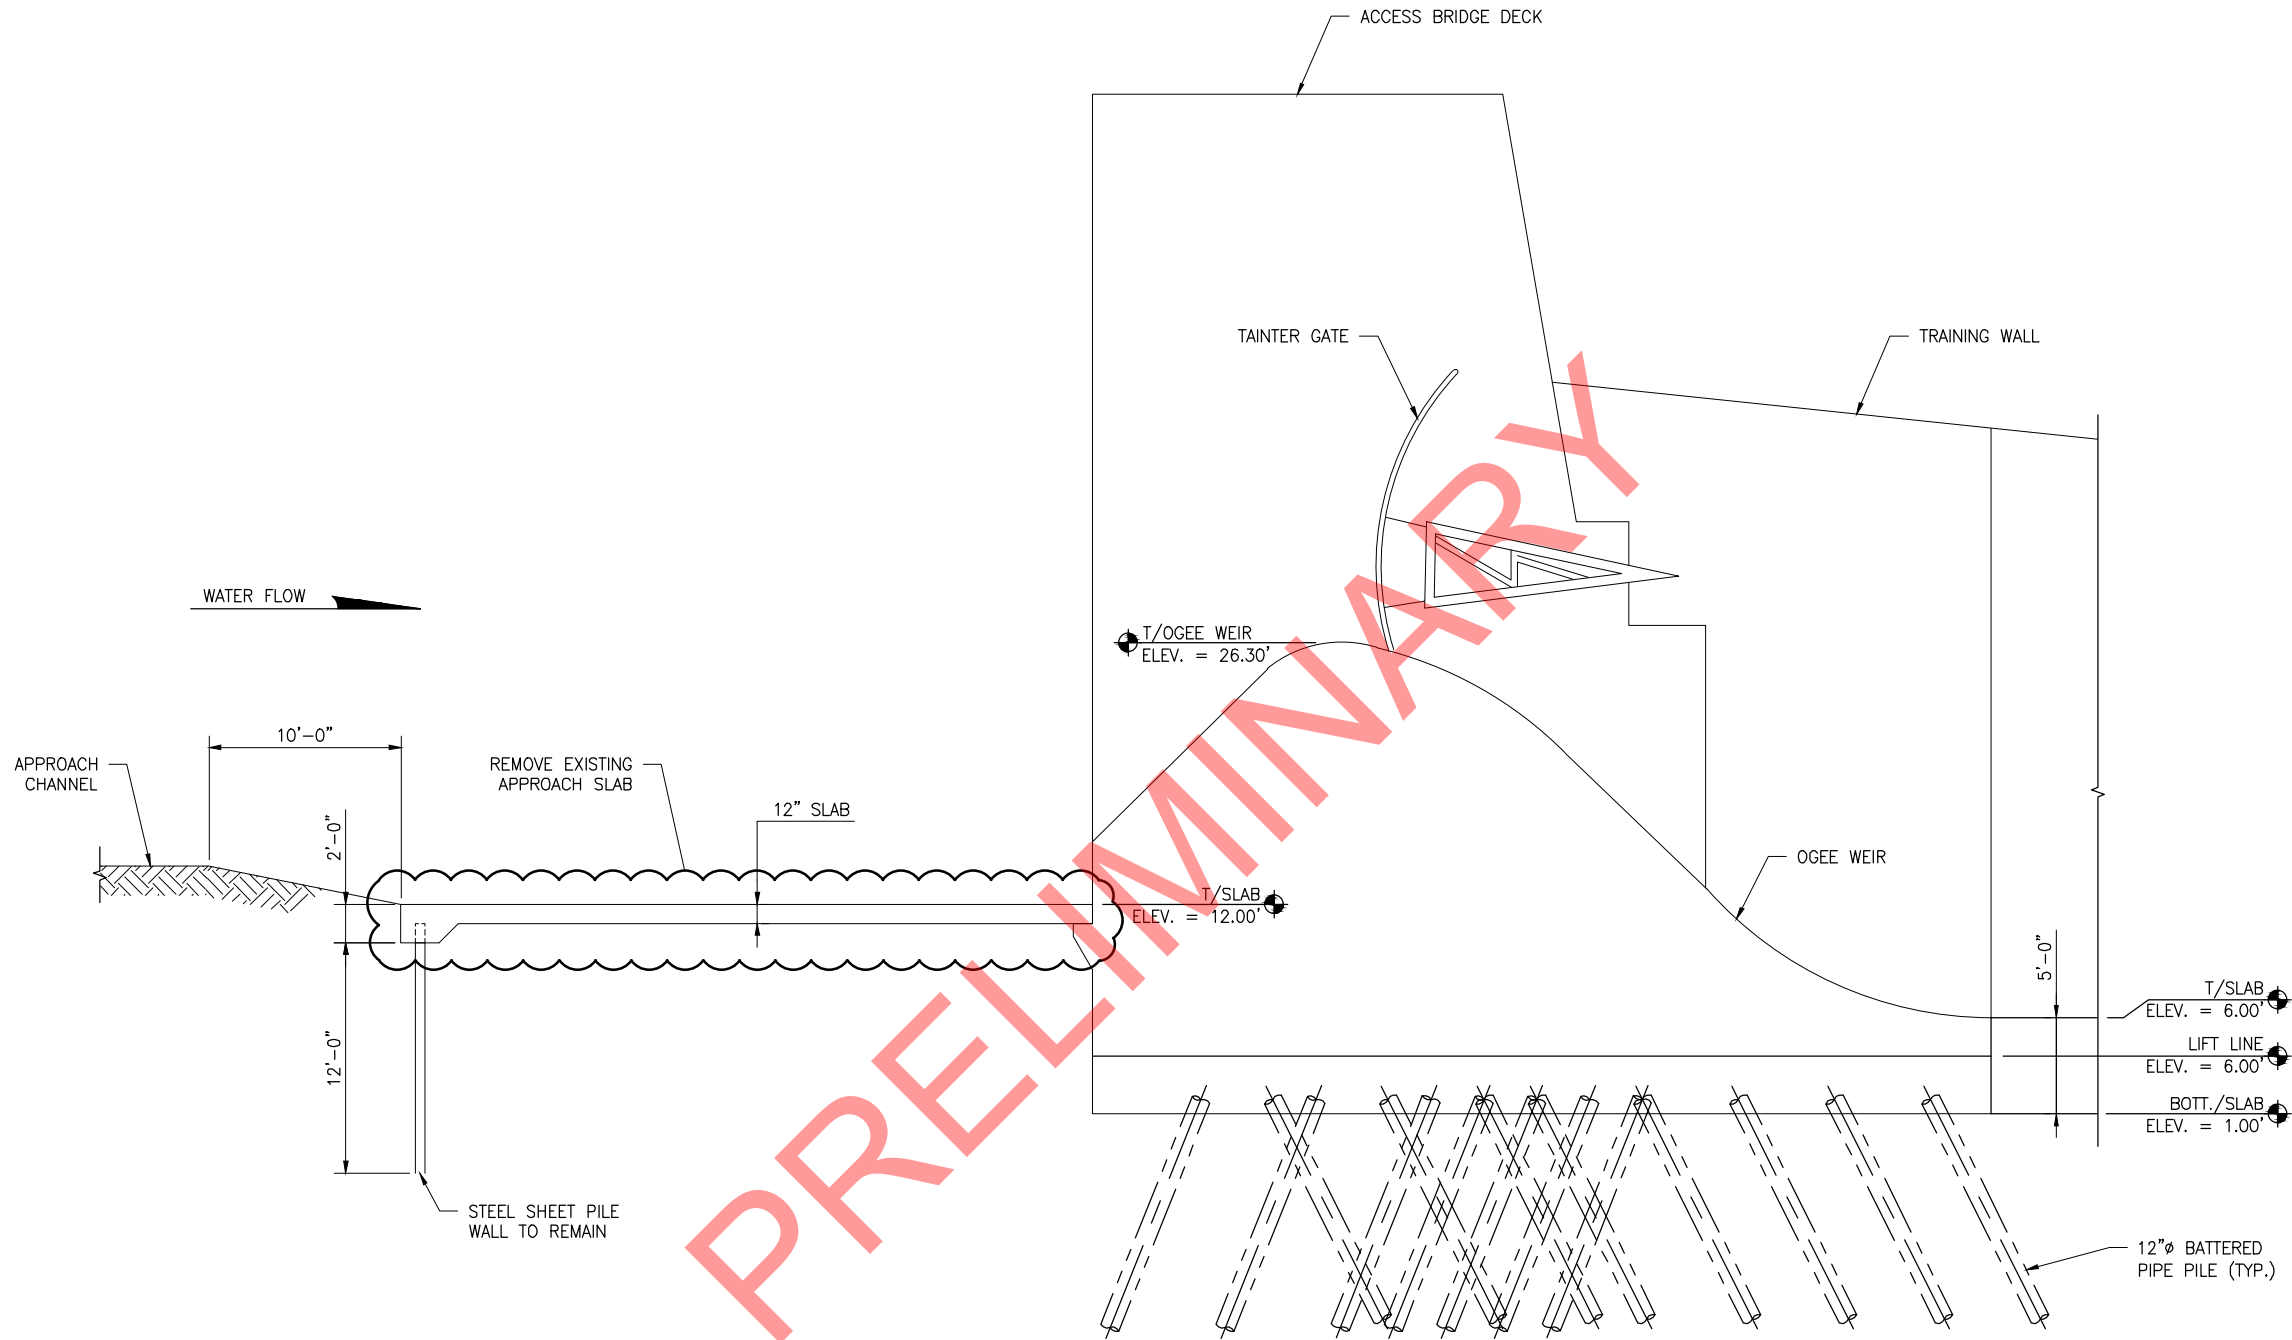 ACCESS BRIDGE DECK
TAINTER GATE
TRAINING WALL
WATER FLOW
T/OGEE WEIR
ELEV. = 26.30'
10'-0"
APPROACH
CHANNEL
REMOVE EXISTING
APPROACH SLAB
12" SLAB
2'-0"
OGEE WEIR
T/SLAB
ELEV. = 12.00'
5'-0"
T/SLAB
ELEV. = 6.00'
12'-0"
LIFT LINE
ELEV. = 6.00'
BOTT./SLAB
ELEV. = 1.00'
STEEL SHEET PILE
WALL TO REMAIN
12"ø BATTERED
PIPE PILE (TYP.)
PRELIMINARY